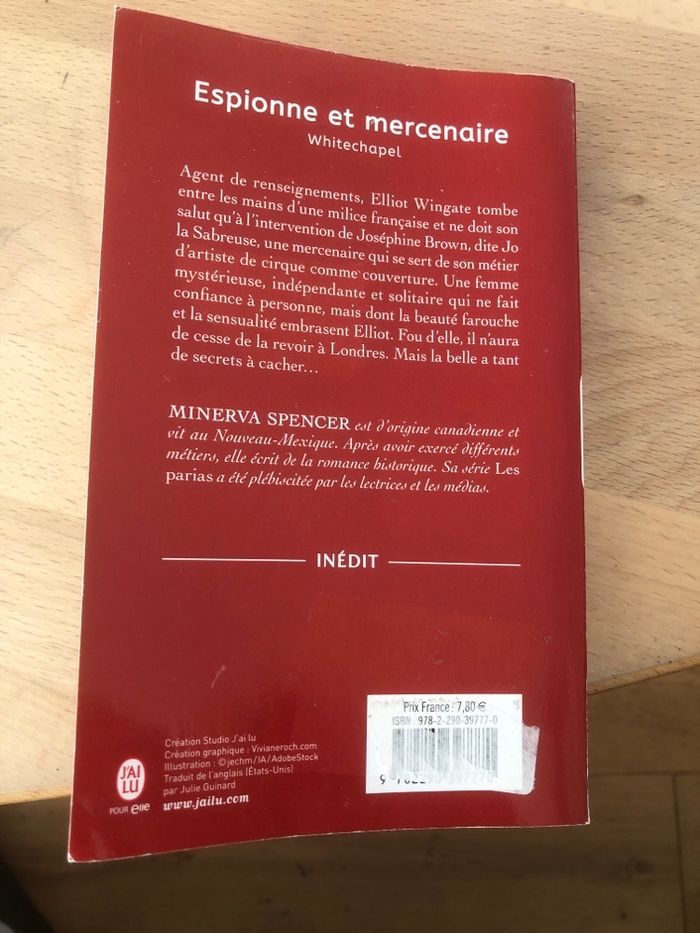 Espionne et mercenaire
Whitechapel
Agent de renseignements, Elliot Wingate tombe
entre les mains d'une milice française et ne doit son
salut qu'à l'intervention de Joséphine Brown, dite Jo
la Sabreuse, une mercenaire qui se sert de son métier
d'artiste de cirque comme couverture. Une femme
mystérieuse, indépendante et solitaire qui ne fait
confiance à personne, mais dont la beauté farouche
et la sensualité embrasent Elliot. Fou d'elle, il n'aura
de cesse de la revoir à Londres. Mais la belle a tant
de secrets à cacher…
MINERVA SPENCER est d'origine canadienne et
vit au Nouveau-Mexique. Après avoir exercé différents
métiers, elle écrit de la romance historique. Sa série Les
parias a été plébiscitée par les lectrices et les médias.
INÉDIT
Création Studio J'ai lu
Création graphique : Vivianeroch.com
Illustration : ©jechm/IA/AdobeStock
Traduit de l'anglais (États-Unis)
par Julie Guinard
www.jailu.com
J'AI
LU
POUR elle
Prix France : 7,80 €
ISBN : 978-2-290-39777-0
9 782290 397770